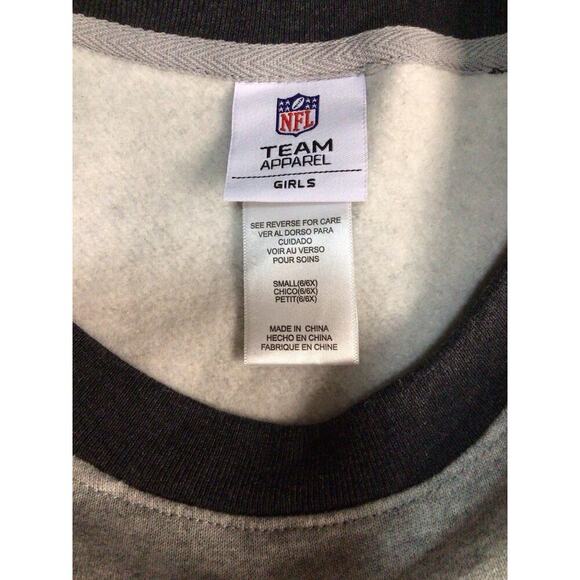 NFL
TEAM
APPAREL
GIRLS
SEE REVERSE FOR CARE
VER AL DORSO PARA
CUIDADO
VOIR AU VERSO
POUR SOINS
SMALL(6/6X)
CHICO(6/6X)
PETIT(6/6X)
MADE IN CHINA
HECHO EN CHINA
FABRIQUE EN CHINE